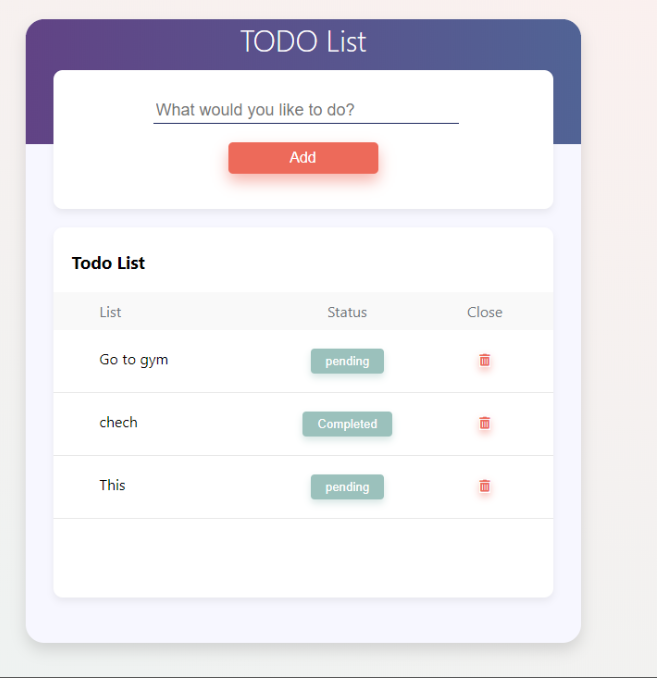 TODO List
What would you like to do?
Add
Todo List
List Status Close
Go to gym pending
chech Completed
This pending